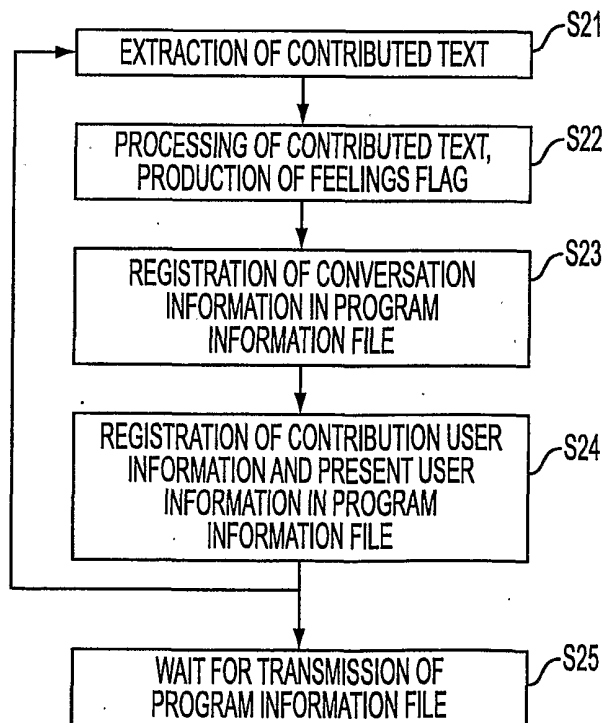 S21
EXTRACTION OF CONTRIBUTED TEXT
S22
PROCESSING OF CONTRIBUTED TEXT,
PRODUCTION OF FEELINGS FLAG
S23
REGISTRATION OF CONVERSATION
INFORMATION IN PROGRAM
INFORMATION FILE
S24
REGISTRATION OF CONTRIBUTION USER
INFORMATION AND PRESENT USER
INFORMATION IN PROGRAM
INFORMATION FILE
S25
WAIT FOR TRANSMISSION OF
PROGRAM INFORMATION FILE